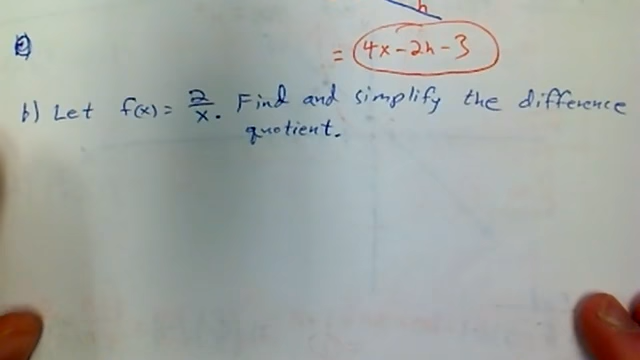 h
= 4x-2h-3
b) Let f(x) = 2/x. Find and simplify the difference
quotient.